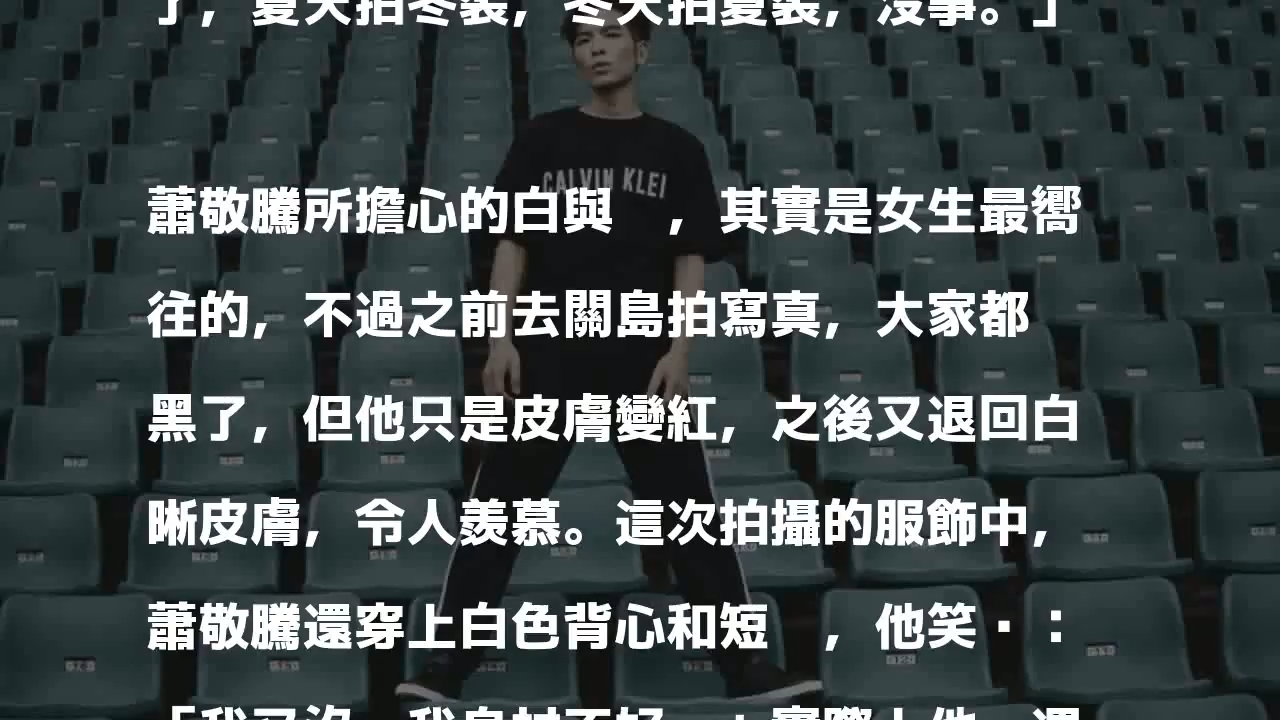 了，夏天拍冬裝，冬天拍夏裝，沒事。」
CALVIN KLEI
蕭敬騰所擔心的白與　，其實是女生最嚮
往的，不過之前去關島拍寫真，大家都
黑了，但他只是皮膚變紅，之後又退回白
晰皮膚，令人羨慕。這次拍攝的服飾中，
蕭敬騰還穿上白色背心和短　，他笑·：